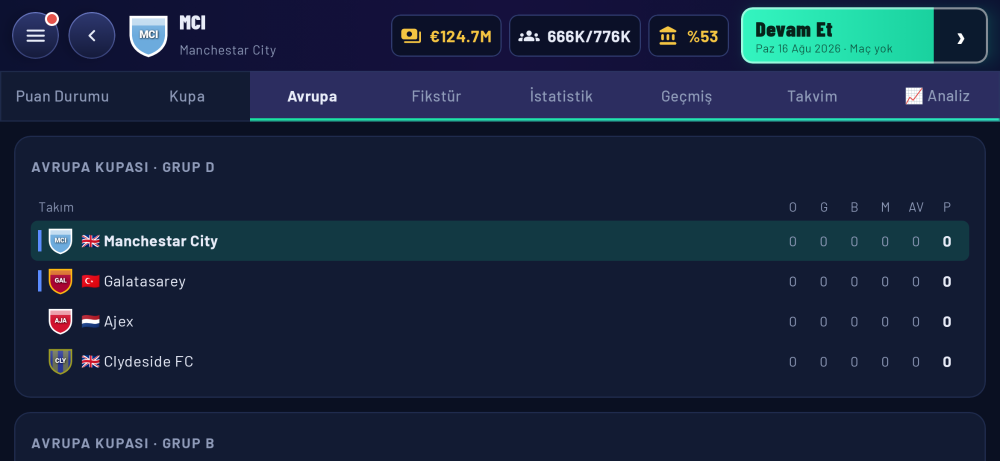 MCI
MCI
Manchestar City
€124.7M
666K/776K
%53
Devam Et
Paz 16 Ağu 2026 · Maç yok
Puan Durumu
Kupa
Avrupa
Fikstür
İstatistik
Geçmiş
Takvim
Analiz
AVRUPA KUPASI · GRUP D
Takım O G B M AV P
MCI Manchestar City 0 0 0 0 0 0
GAL Galatasarey 0 0 0 0 0 0
AJA Ajex 0 0 0 0 0 0
CLY Clydeside FC 0 0 0 0 0 0
AVRUPA KUPASI · GRUP B